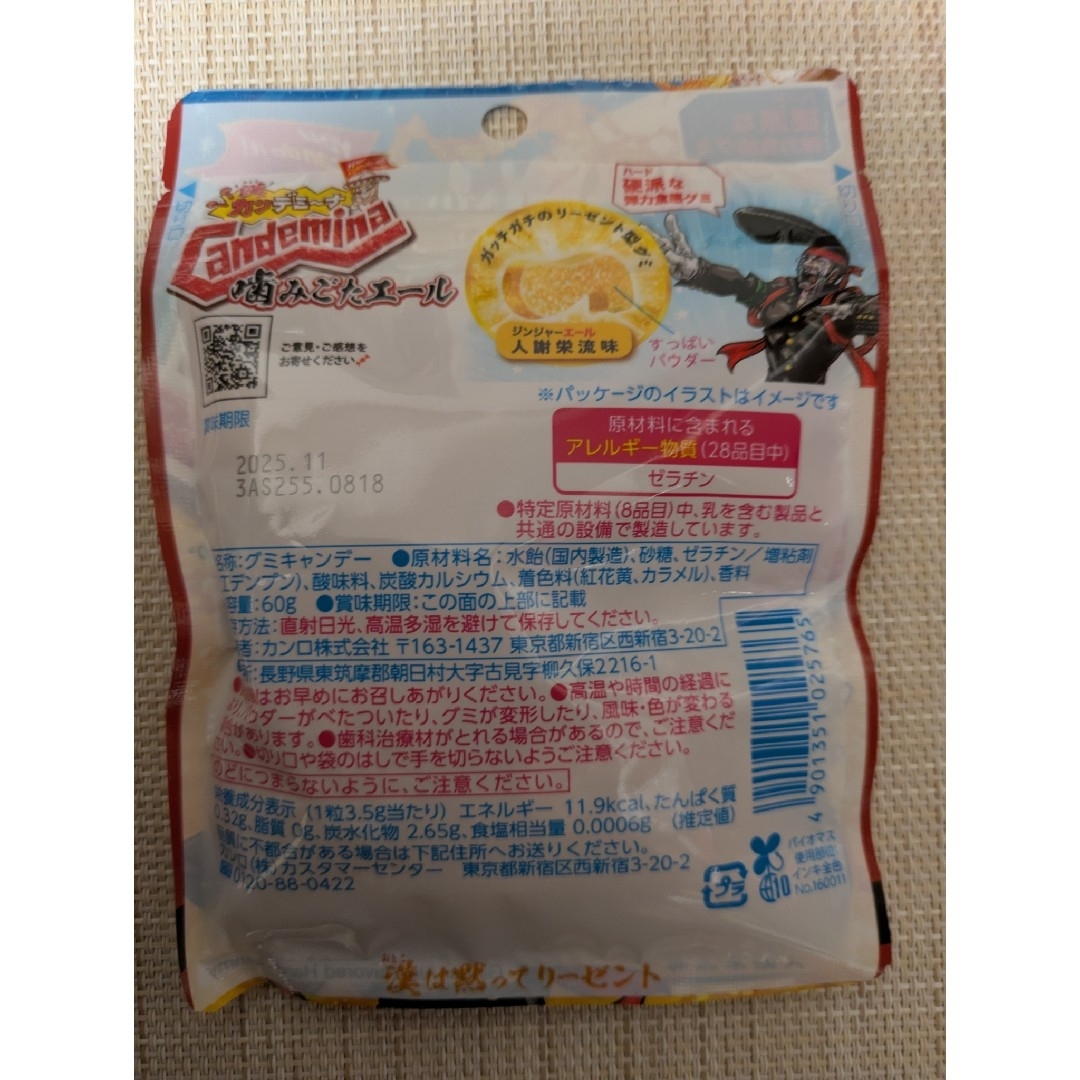 カンデミーナ
Candemina
噛みごたエール
ご意見・ご感想を
お寄せください
ハード
硬派な
弾力食感グミ
ガッチガチのリーゼント型グミ
ジンジャーエール
人謝栄流味
すっぱい
パウダー
※パッケージのイラストはイメージです
味期限
2025.11
3AS255.0818
原材料に含まれる
アレルギー物質(28品目中)
ゼラチン
●特定原材料(8品目)中、乳を含む製品と
共通の設備で製造しています。
名称:グミキャンデー ●原材料名:水飴(国内製造)、砂糖、ゼラチン/増粘剤
工デンプン)、酸味料、炭酸カルシウム、着色料(紅花黄、カラメル)、香料
容量:60g ●賞味期限:この面の上部に記載
方法:直射日光、高温多湿を避けて保存してください。
者:カンロ株式会社 〒163-1437 東京都新宿区西新宿3-20-2
所:長野県東筑摩郡朝日村大字古見字柳久保2216-1
はお早めにお召しあがりください。●高温や時間の経過に
パウダーがべたついたり、グミが変形したり、風味・色が変わる
合があります。●歯科治療材がとれる場合があるので、ご注意くだ
さい。●切り口や袋のはしで手を切らないようご注意ください。
のどにつまらないように、ご注意ください。
栄養成分表示 (1粒3.5g当たり) エネルギー 11.9kcal、たんぱく質
0.32g、脂質 0g、炭水化物 2.65g、食塩相当量 0.0006g (推定値)
品質に不都合がある場合は下記住所へお送りください。
カンロ(株)カスタマーセンター 東京都新宿区西新宿3-20-2
0120-88-0422
4 901351 025765
プラ
10
バイオマス
使用部位:
インキ全色
No.160011
漢は黙ってリーゼント